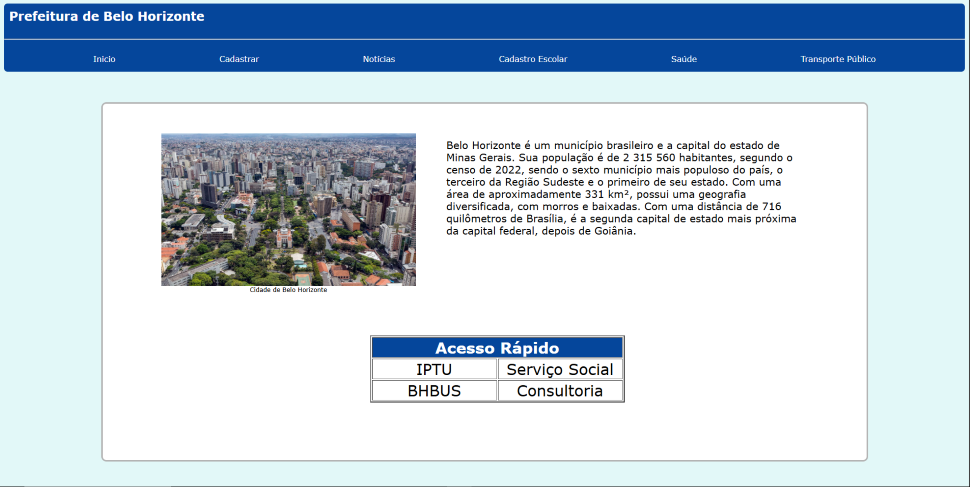 Prefeitura de Belo Horizonte
Inicio Cadastrar Notícias Cadastro Escolar Saúde Transporte Público
Belo Horizonte é um município brasileiro e a capital do estado de
Minas Gerais. Sua população é de 2 315 560 habitantes, segundo o
censo de 2022, sendo o sexto município mais populoso do país, o
terceiro da Região Sudeste e o primeiro de seu estado. Com uma
área de aproximadamente 331 km², possui uma geografia
diversificada, com morros e baixadas. Com uma distância de 716
quilômetros de Brasília, é a segunda capital de estado mais próxima
da capital federal, depois de Goiânia.
Cidade de Belo Horizonte
Acesso Rápido
IPTU Serviço Social
BHBUS Consultoria